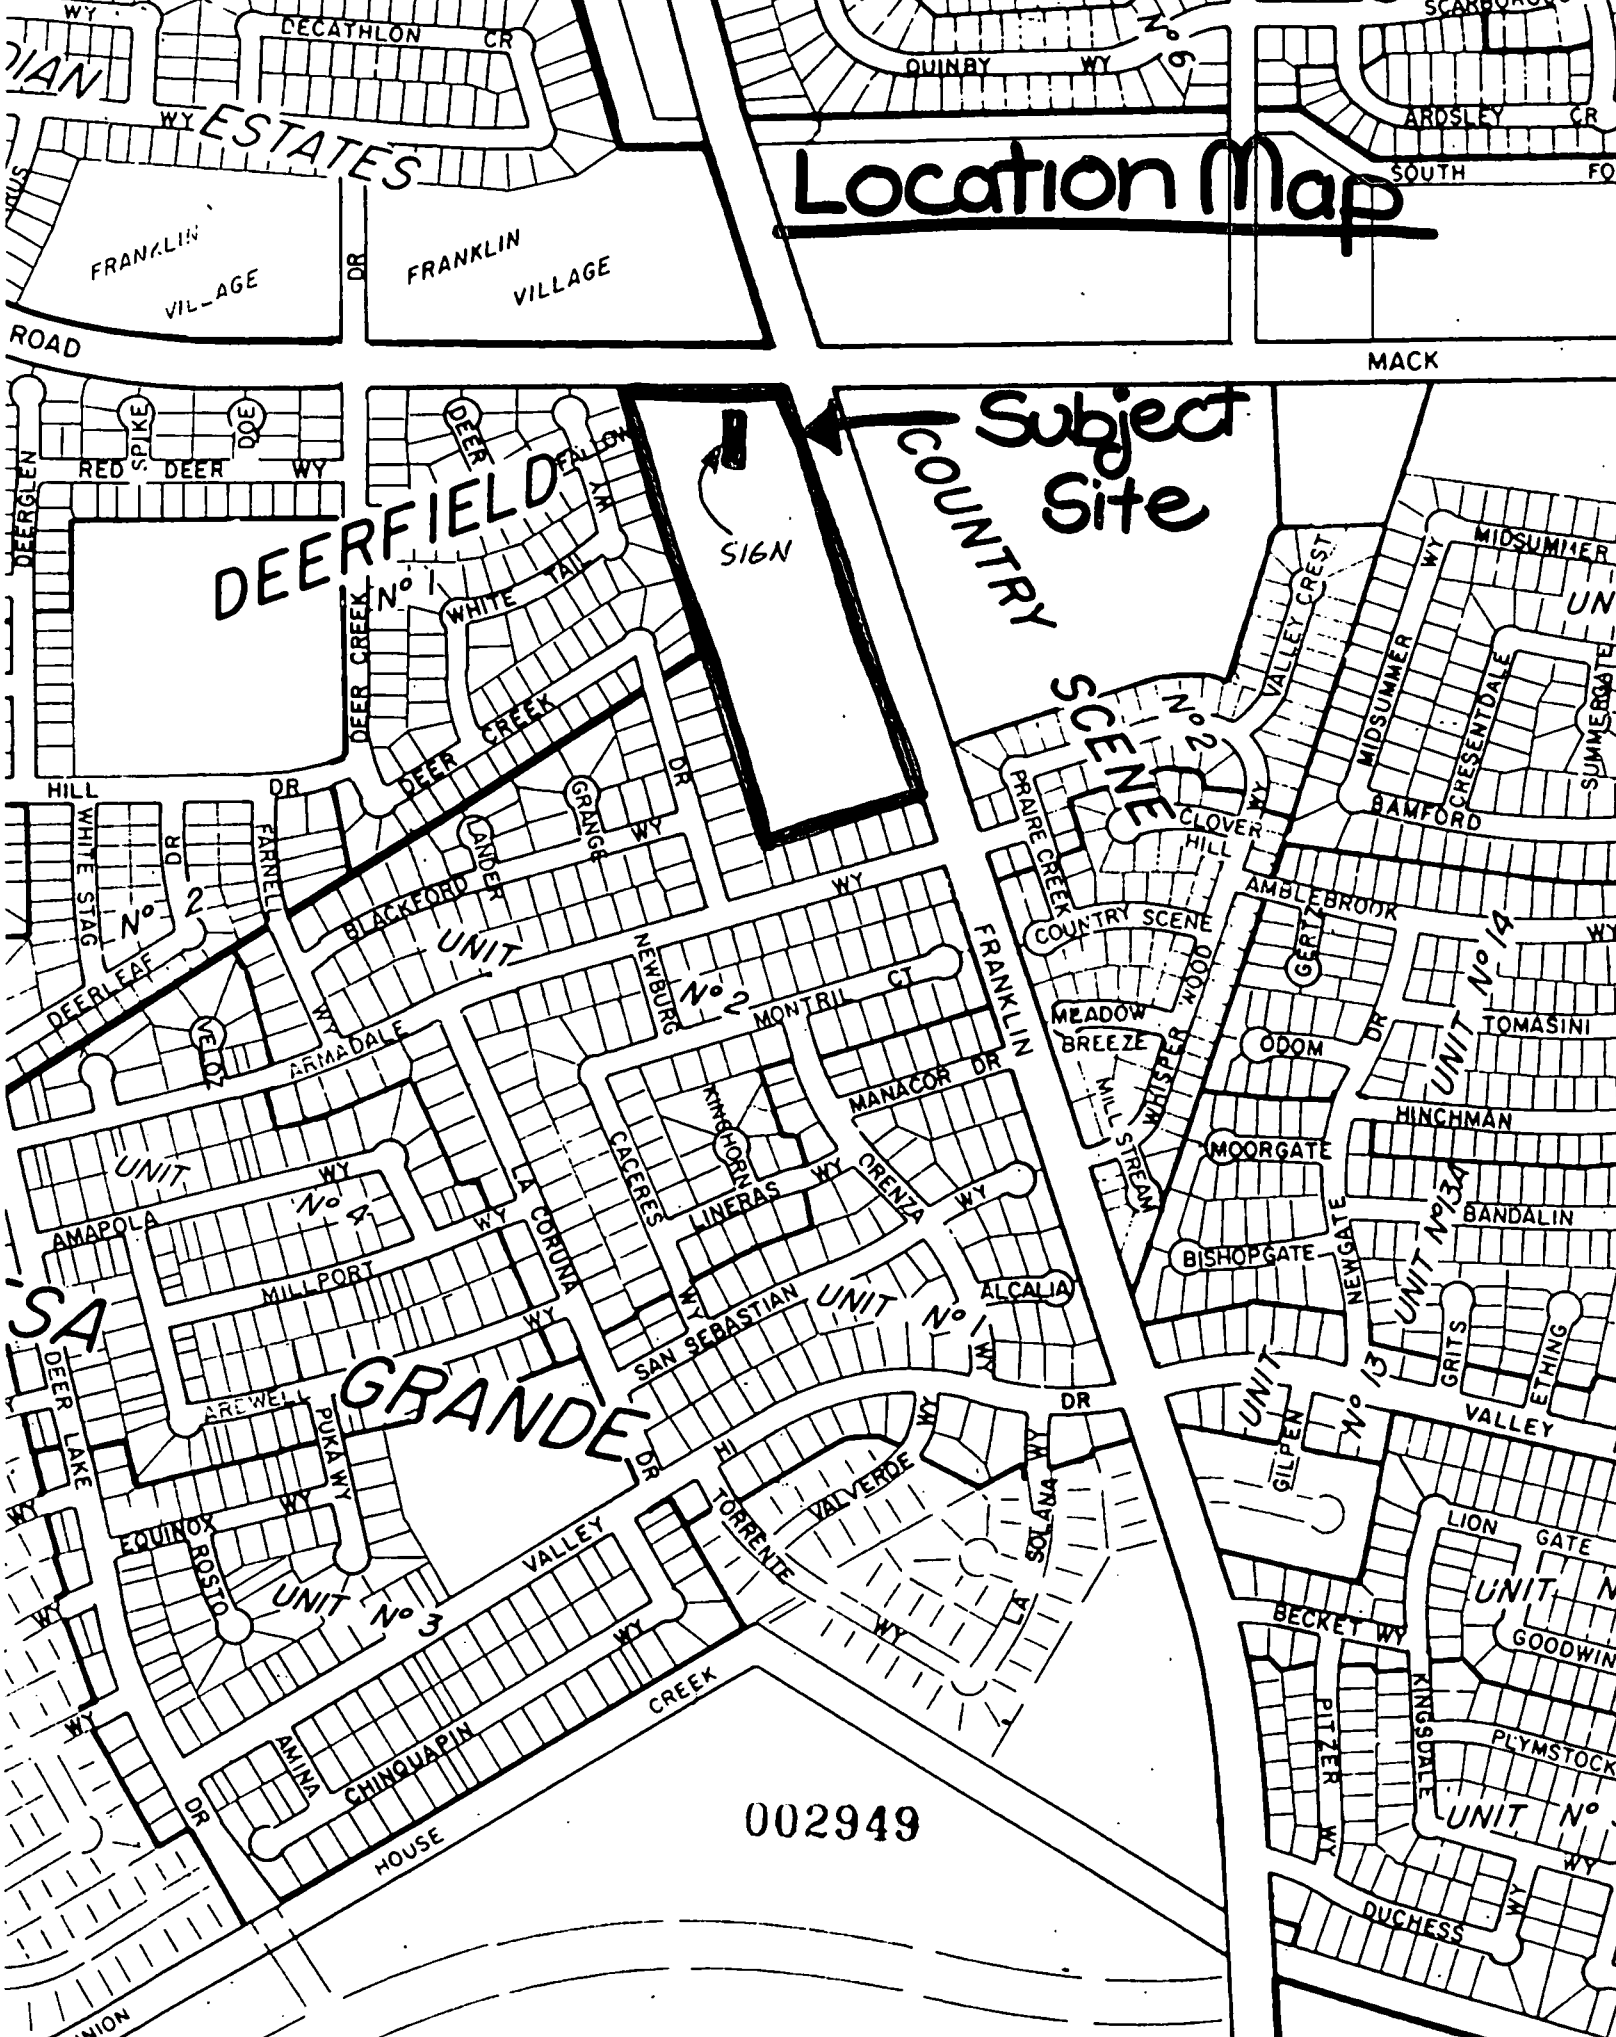 WY
DECATHLON
CR
QUINBY
WY
Nº 6
ARDSLEY
CR
WY
ESTATES
SOUTH
FO
Location Map
FRANKLIN
VILLAGE
DR
FRANKLIN
VILLAGE
ROAD
MACK
SPIKE
DOE
DEER
FALLOW
WY
Subject
Site
COUNTRY
SCENE
Nº 2
RED DEER WY
DEERGLEN
DEERFIELD
Nº 1
SIGN
WHITE TAIL
DEER CREEK
DEER CREEK
DR
VALLEY CREST
MIDSUMMER
WY
UN
MIDSUMMER
CRESENTDALE
SUMMERGATE
BAMFORD
HILL
DR
WHITE STAG
DR
FARNELL
WY
Nº 2
DEERLEAF
LANDER
GRANGE
WY
BLACKFORD
UNIT
Nº 2
PRAIRE CREEK
CLOVER
HILL
WY
AMBLEBROOK
WY
GERTZ
COUNTRY SCENE
WOOD
WHISPER
MEADOW
BREEZE
MILL STREAM
WY
NEWBURG
MONTRIL CT
FRANKLIN
VELOZ
ARMADALE
MANACOR DR
KINGHORN
ODOM
DR
UNIT Nº 14
TOMASINI
HINCHMAN
MOORGATE
UNIT Nº 13A
BANDALIN
BISHOPGATE
NEWGATE
UNIT
Nº 4
WY
AMAPOLA
MILLPORT
WY
LA CORUNA
CACERES
WY
LINERAS WY
ORENZA
WY
WY
ALCALIA
SAN SEBASTIAN
UNIT Nº 1
WY
SA
GRANDE
DEER LAKE
DR
PUKA WY
DR
DR
WY
HI
VALVERDE
TORRENTE
WY
LA SOLANA WY
UNIT
Nº 13
GILPEN
GRITS
ETHING
VALLEY
WY
EQUINOX
WY
ROSTO
WY
WY
UNIT Nº 3
VALLEY
WY
LION GATE
UNIT N
GOODWIN
BECKET WY
PITZER
WY
KINGSDALE
PLYMSTOCK
UNIT Nº
WY
WY
DUCHESS
AMINA
CHINQUAPIN
HOUSE
CREEK
002949